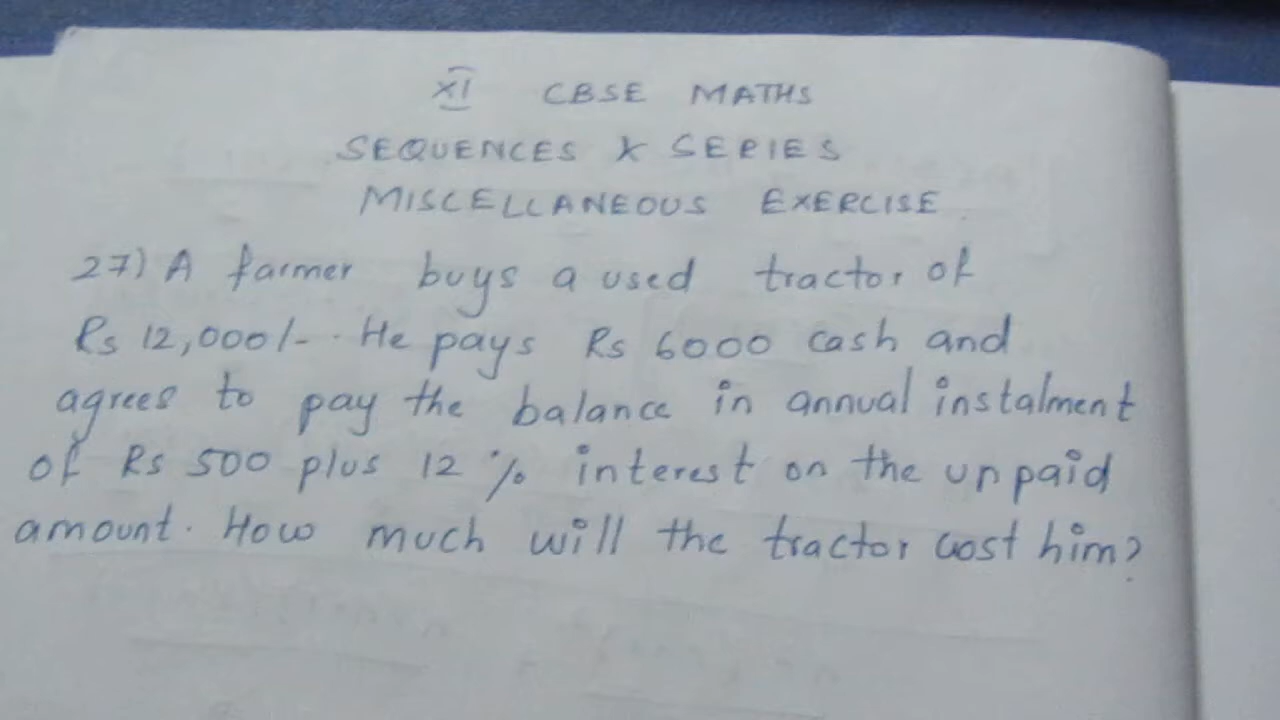 XI CBSE MATHS
SEQUENCES & SERIES
MISCELLANEOUS EXERCISE
27) A farmer buys a used tractor of
Rs 12,000/-. He pays Rs 6000 cash and
agrees to pay the balance in annual instalment
of Rs 500 plus 12 % interest on the unpaid
amount. How much will the tractor cost him?